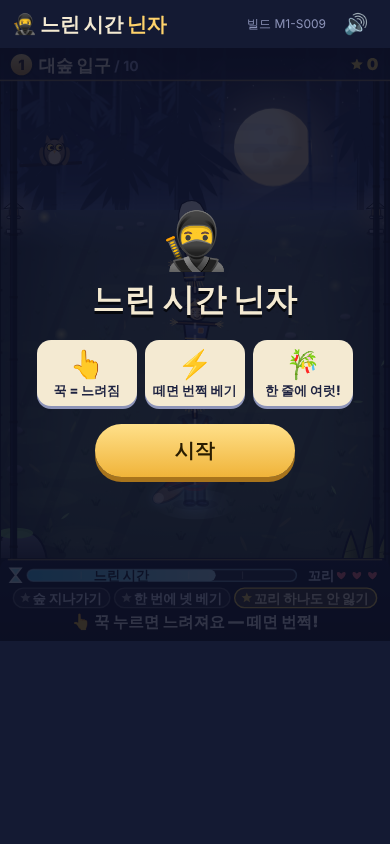 느린 시간 닌자 빌드 M1-S009
1 대숲 입구 / 10 ★ 0
느린 시간 닌자
꾹 = 느려짐
떼면 번쩍 베기
한 줄에 여럿!
시작
느린 시간 꼬리
★숲 지나가기 ★한 번에 넷 베기 ★꼬리 하나도 안 잃기
꾹 누르면 느려져요 — 떼면 번쩍!